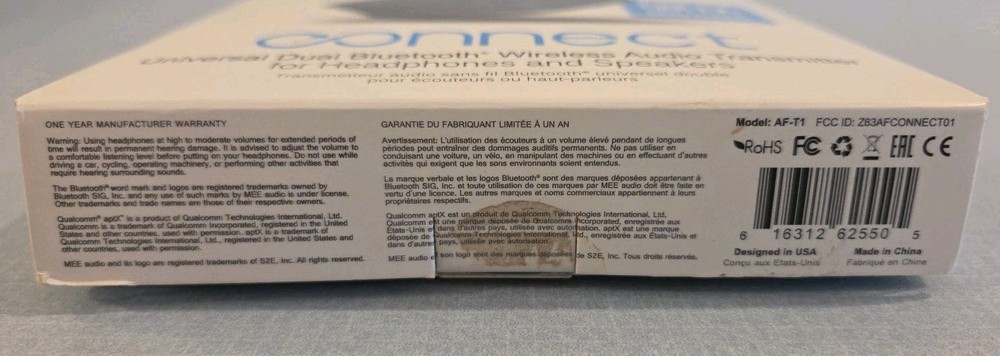 connect
Universal Dual Bluetooth® Wireless Audio Transmitter
for Headphones and Speakers
Transmetteur audio sans fil Bluetooth® universel double
pour écouteurs ou haut-parleurs
ONE YEAR MANUFACTURER WARRANTY
Warning: Using headphones at high to moderate volumes for extended periods of
time will result in permanent hearing damage. It is advised to adjust the volume to
a comfortable listening level before putting on your headphones. Do not use while
driving a car, cycling, operating machinery, or performing other activities that
require hearing surrounding sounds.
The Bluetooth® word mark and logos are registered trademarks owned by
Bluetooth SIG, Inc. and any use of such marks by MEE audio is under license.
Other trademarks and trade names are those of their respective owners.
Qualcomm® aptX™ is a product of Qualcomm Technologies International, Ltd.
Qualcomm is a trademark of Qualcomm Incorporated, registered in the United
States and other countries, used with permission. aptX is a trademark of
Qualcomm Technologies International, Ltd., registered in the United States and
other countries, used with permission.
MEE audio and its logo are registered trademarks of S2E, Inc. All rights reserved.
GARANTIE DU FABRIQUANT LIMITÉE À UN AN
Avertissement: L'utilisation des écouteurs à un volume élevé pendant de longues
périodes peut entraîner des dommages auditifs permanents. Ne pas utiliser en
conduisant une voiture, un vélo, en manipulant des machines ou en effectuant d'autres
activités qui exigent que les sons environnants soient entendus.
La marque verbale et les logos Bluetooth® sont des marques déposées appartenant à
Bluetooth SIG, Inc. et toute utilisation de ces marques par MEE audio doit être faite en
vertu d'une licence. Les autres marques et noms commerciaux appartiennent à leurs
propriétaires respectifs.
Qualcomm aptX est un produit de Qualcomm Technologies International, Ltd.
Qualcomm est une marque déposée de Qualcomm Incorporated, enregistrée aux
États-Unis et dans d'autres pays, utilisée avec autorisation. aptX est une marque
déposée de Qualcomm Technologies International, Ltd., enregistrée aux États-Unis et
dans d'autres pays, utilisée avec autorisation.
MEE audio et son logo sont des marques déposées de S2E, Inc. Tous droits réservés.
Model: AF-T1 FCC ID: Z63AFCONNECT01
RoHS FC EAC CE
6 16312 62550 5
Designed in USA Made in China
Conçu aux États-Unis Fabriqué en Chine